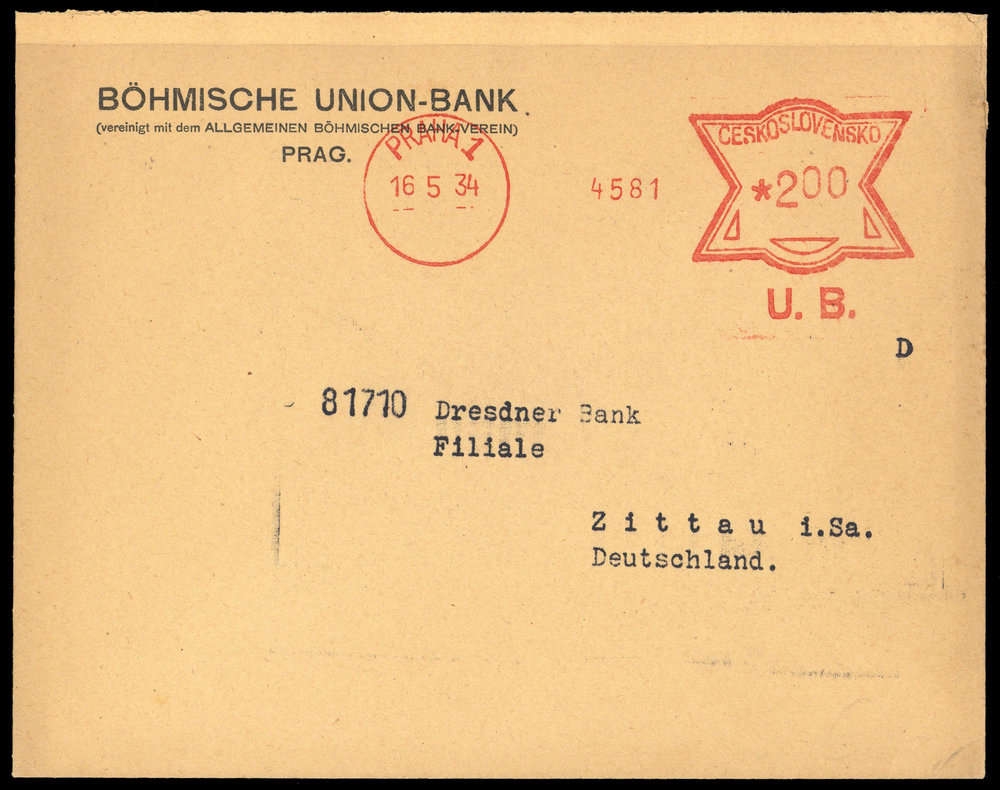 BÖHMISCHE UNION-BANK
(vereinigt mit dem ALLGEMEINEN BÖHMISCHEN BANK-VEREIN)
PRAG.
PRAHA 1
16 5 34
4581
ČESKOSLOVENSKO
*200
U. B.
D
81710 Dresdner Bank
Filiale
Zittau i.Sa.
Deutschland.